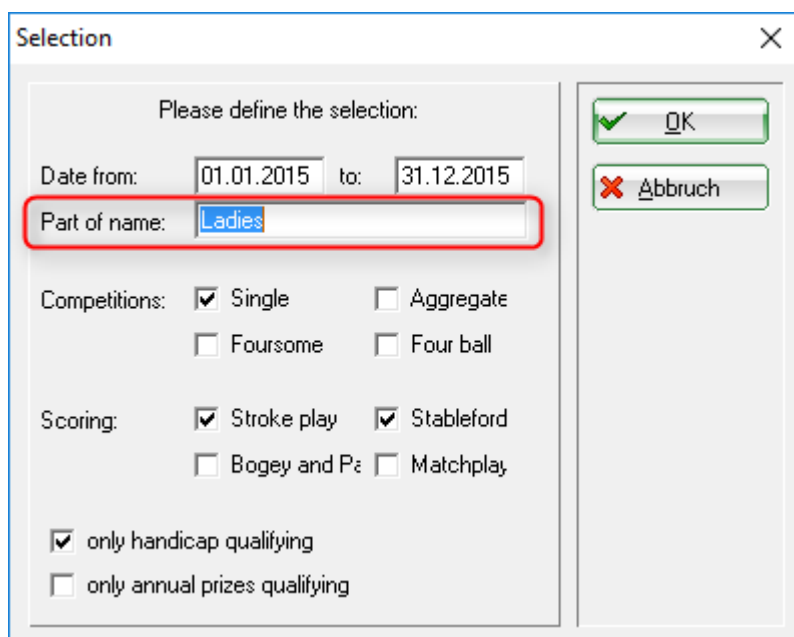 Selection
Please define the selection:
OK
Date from: 01.01.2015 to: 31.12.2015
Abbruch
Part of name: Ladies
Competitions: Single Aggregate
Foursome Four ball
Scoring: Stroke play Stableford
Bogey and Pa Matchplay
only handicap qualifying
only annual prizes qualifying